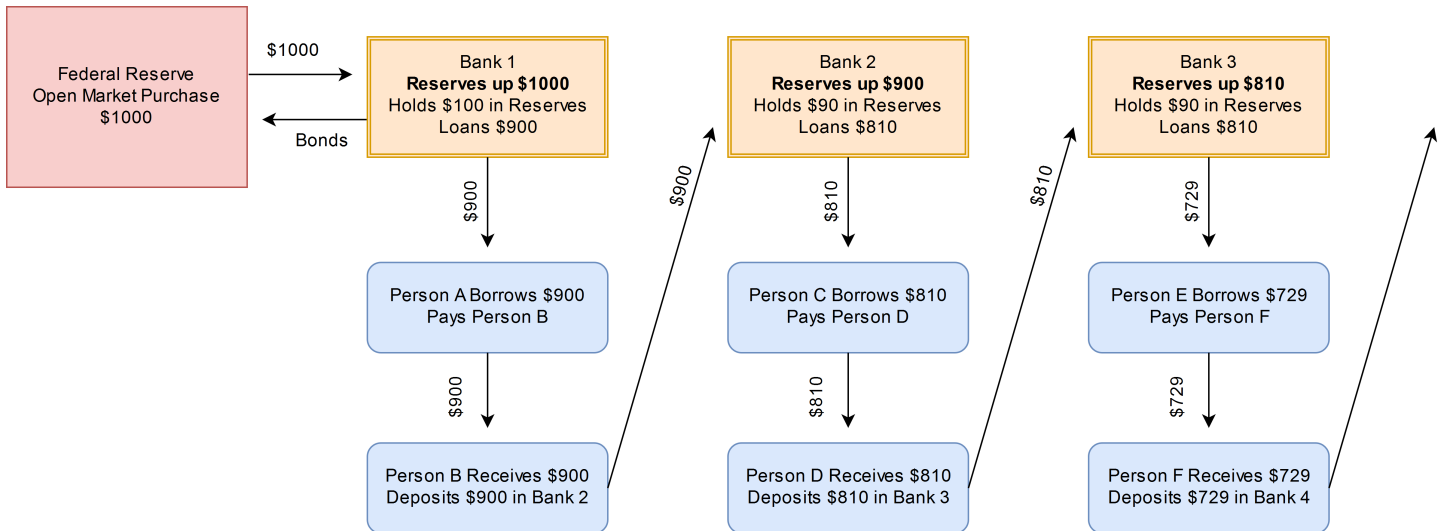 Federal Reserve
Open Market Purchase
$1000
$1000
Bonds
Bank 1
Reserves up $1000
Holds $100 in Reserves
Loans $900
$900
Person A Borrows $900
Pays Person B
$900
Person B Receives $900
Deposits $900 in Bank 2
$900
Bank 2
Reserves up $900
Holds $90 in Reserves
Loans $810
$810
Person C Borrows $810
Pays Person D
$810
Person D Receives $810
Deposits $810 in Bank 3
$810
Bank 3
Reserves up $810
Holds $90 in Reserves
Loans $810
$729
Person E Borrows $729
Pays Person F
$729
Person F Receives $729
Deposits $729 in Bank 4